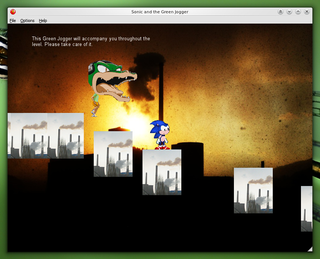 Sonic and the Green Jogger
File Options Help
This Green Jogger will accompany you throughout the
level. Please take care of it